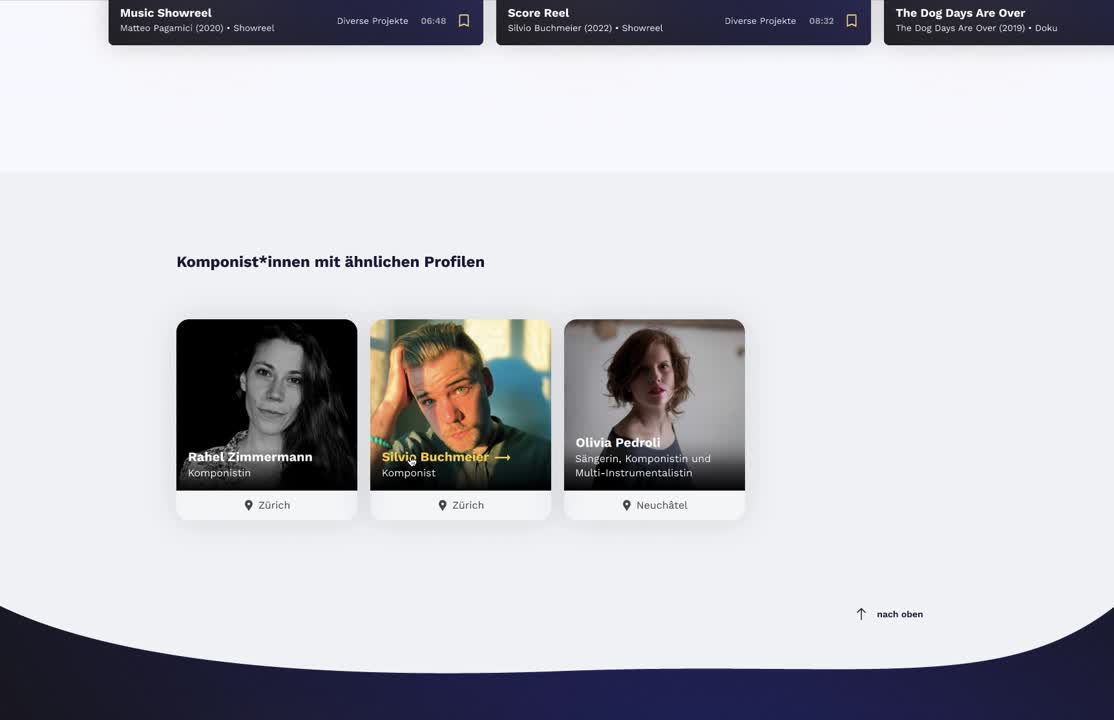 Music Showreel
Matteo Pagamici (2020) • Showreel
Diverse Projekte 06:48
Score Reel
Silvio Buchmeier (2022) • Showreel
Diverse Projekte 08:32
The Dog Days Are Over
The Dog Days Are Over (2019) • Doku
Komponist*innen mit ähnlichen Profilen
Rahel Zimmermann
Komponistin
Zürich
Silvio Buchmeier
Komponist
Zürich
Olivia Pedroli
Sängerin, Komponistin und
Multi-Instrumentalistin
Neuchâtel
nach oben